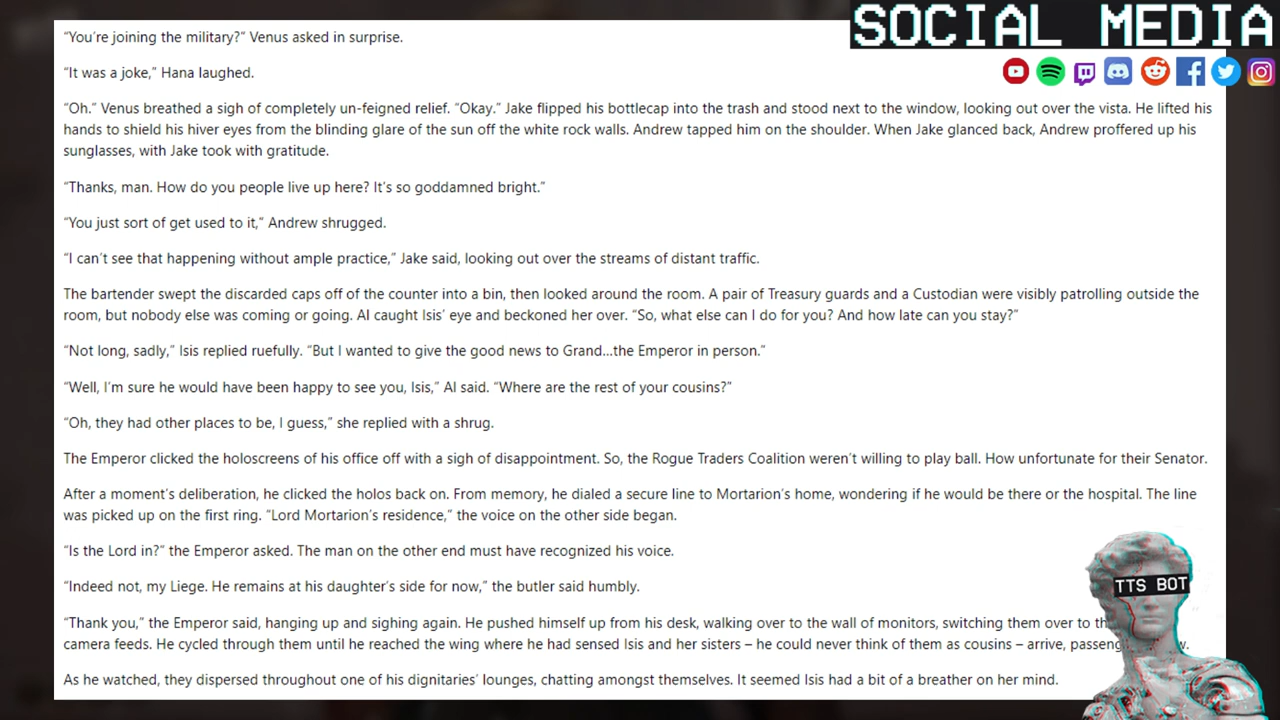 SOCIAL MEDIA
“You’re joining the military?” Venus asked in surprise.
“It was a joke,” Hana laughed.
“Oh.” Venus breathed a sigh of completely un-feigned relief. “Okay.” Jake flipped his bottlecap into the trash and stood next to the window, looking out over the vista. He lifted his
hands to shield his hiver eyes from the blinding glare of the sun off the white rock walls. Andrew tapped him on the shoulder. When Jake glanced back, Andrew proffered up his
sunglasses, with Jake took with gratitude.
“Thanks, man. How do you people live up here? It’s so goddamned bright.”
“You just sort of get used to it,” Andrew shrugged.
“I can’t see that happening without ample practice,” Jake said, looking out over the streams of distant traffic.
The bartender swept the discarded caps off of the counter into a bin, then looked around the room. A pair of Treasury guards and a Custodian were visibly patrolling outside the
room, but nobody else was coming or going. Al caught Isis’ eye and beckoned her over. “So, what else can I do for you? And how late can you stay?”
“Not long, sadly,” Isis replied ruefully. “But I wanted to give the good news to Grand…the Emperor in person.”
“Well, I’m sure he would have been happy to see you, Isis,” Al said. “Where are the rest of your cousins?”
“Oh, they had other places to be, I guess,” she replied with a shrug.
The Emperor clicked the holoscreens of his office off with a sigh of disappointment. So, the Rogue Traders Coalition weren’t willing to play ball. How unfortunate for their Senator.
After a moment’s deliberation, he clicked the holos back on. From memory, he dialed a secure line to Mortarion’s home, wondering if he would be there or the hospital. The line
was picked up on the first ring. “Lord Mortarion’s residence,” the voice on the other side began.
“Is the Lord in?” the Emperor asked. The man on the other end must have recognized his voice.
“Indeed not, my Liege. He remains at his daughter’s side for now,” the butler said humbly.
“Thank you,” the Emperor said, hanging up and sighing again. He pushed himself up from his desk, walking over to the wall of monitors, switching them over to
camera feeds. He cycled through them until he reached the wing where he had sensed Isis and her sisters – he could never think of them as cousins – arrive,
As he watched, they dispersed throughout one of his dignitaries’ lounges, chatting amongst themselves. It seemed Isis had a bit of a breather on her mind.
TTS BOT